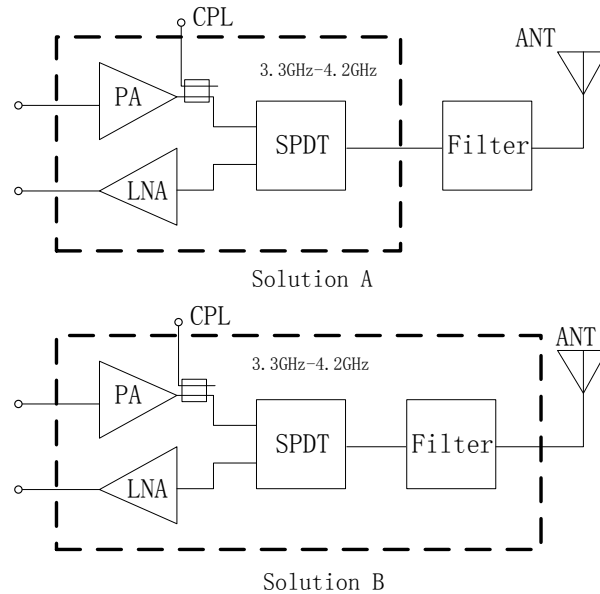 CPL
ANT
3.3GHz-4.2GHz
PA
SPDT
Filter
LNA
Solution A
CPL
ANT
3.3GHz-4.2GHz
PA
SPDT
Filter
LNA
Solution B